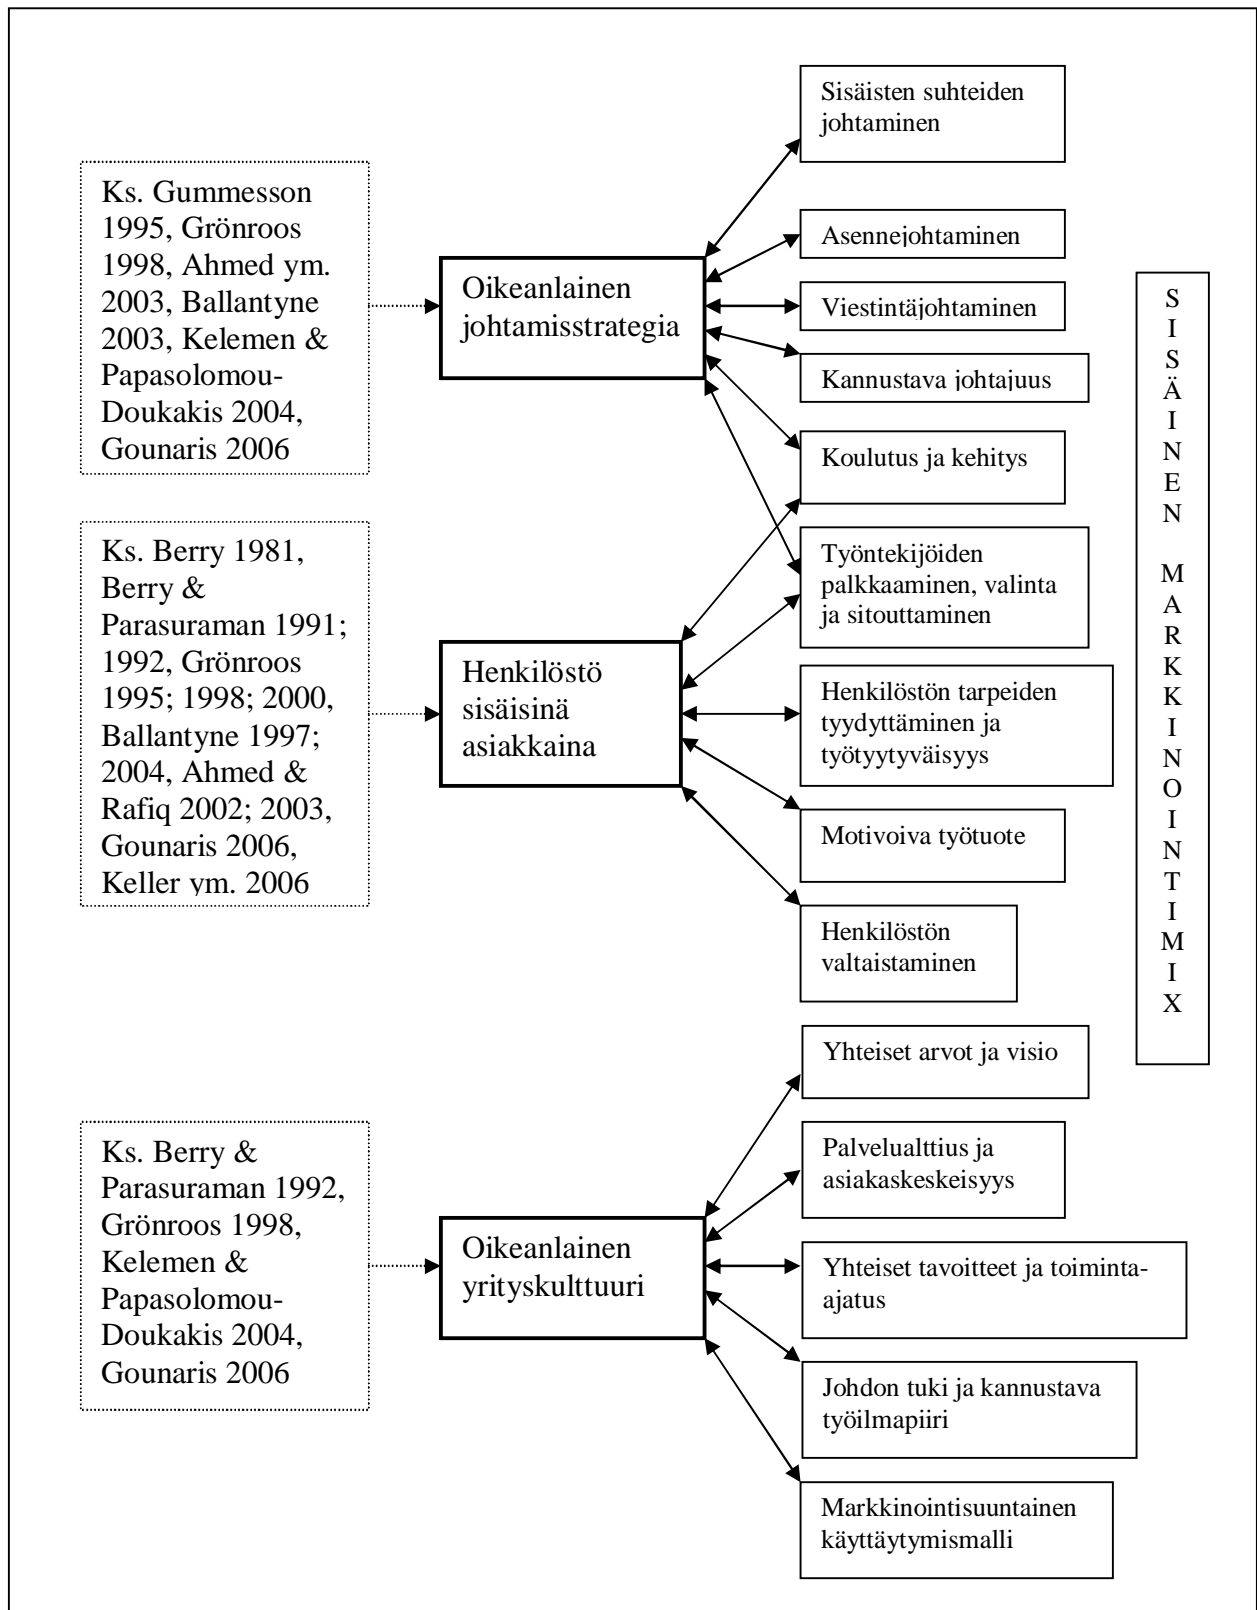 Sisäisten suhteiden
johtaminen
Ks. Gummesson
1995, Grönroos
1998, Ahmed ym.
2003, Ballantyne
2003, Kelemen &
Papasolomou-
Doukakis 2004,
Gounaris 2006
Oikeanlainen
johtamisstrategia
Asennejohtaminen
Viestintäjohtaminen
Kannustava johtajuus
Koulutus ja kehitys
Työntekijöiden
palkkaaminen, valinta
ja sitouttaminen
Ks. Berry 1981,
Berry &
Parasuraman 1991;
1992, Grönroos
1995; 1998; 2000,
Ballantyne 1997;
2004, Ahmed &
Rafiq 2002; 2003,
Gounaris 2006,
Keller ym. 2006
Henkilöstö
sisäisinä
asiakkaina
Henkilöstön tarpeiden
tyydyttäminen ja
työtyytyväisyys
Motivoiva työtuote
Henkilöstön
valtaistaminen
Ks. Berry &
Parasuraman 1992,
Grönroos 1998,
Kelemen &
Papasolomou-
Doukakis 2004,
Gounaris 2006
Oikeanlainen
yrityskulttuuri
Yhteiset arvot ja visio
Palvelualttius ja
asiakaskeskeisyys
Yhteiset tavoitteet ja toiminta-
ajatus
Johdon tuki ja kannustava
työilmapiiri
Markkinointisuuntainen
käyttäytymismalli
SISÄINEN MARKKINOINTIMIX